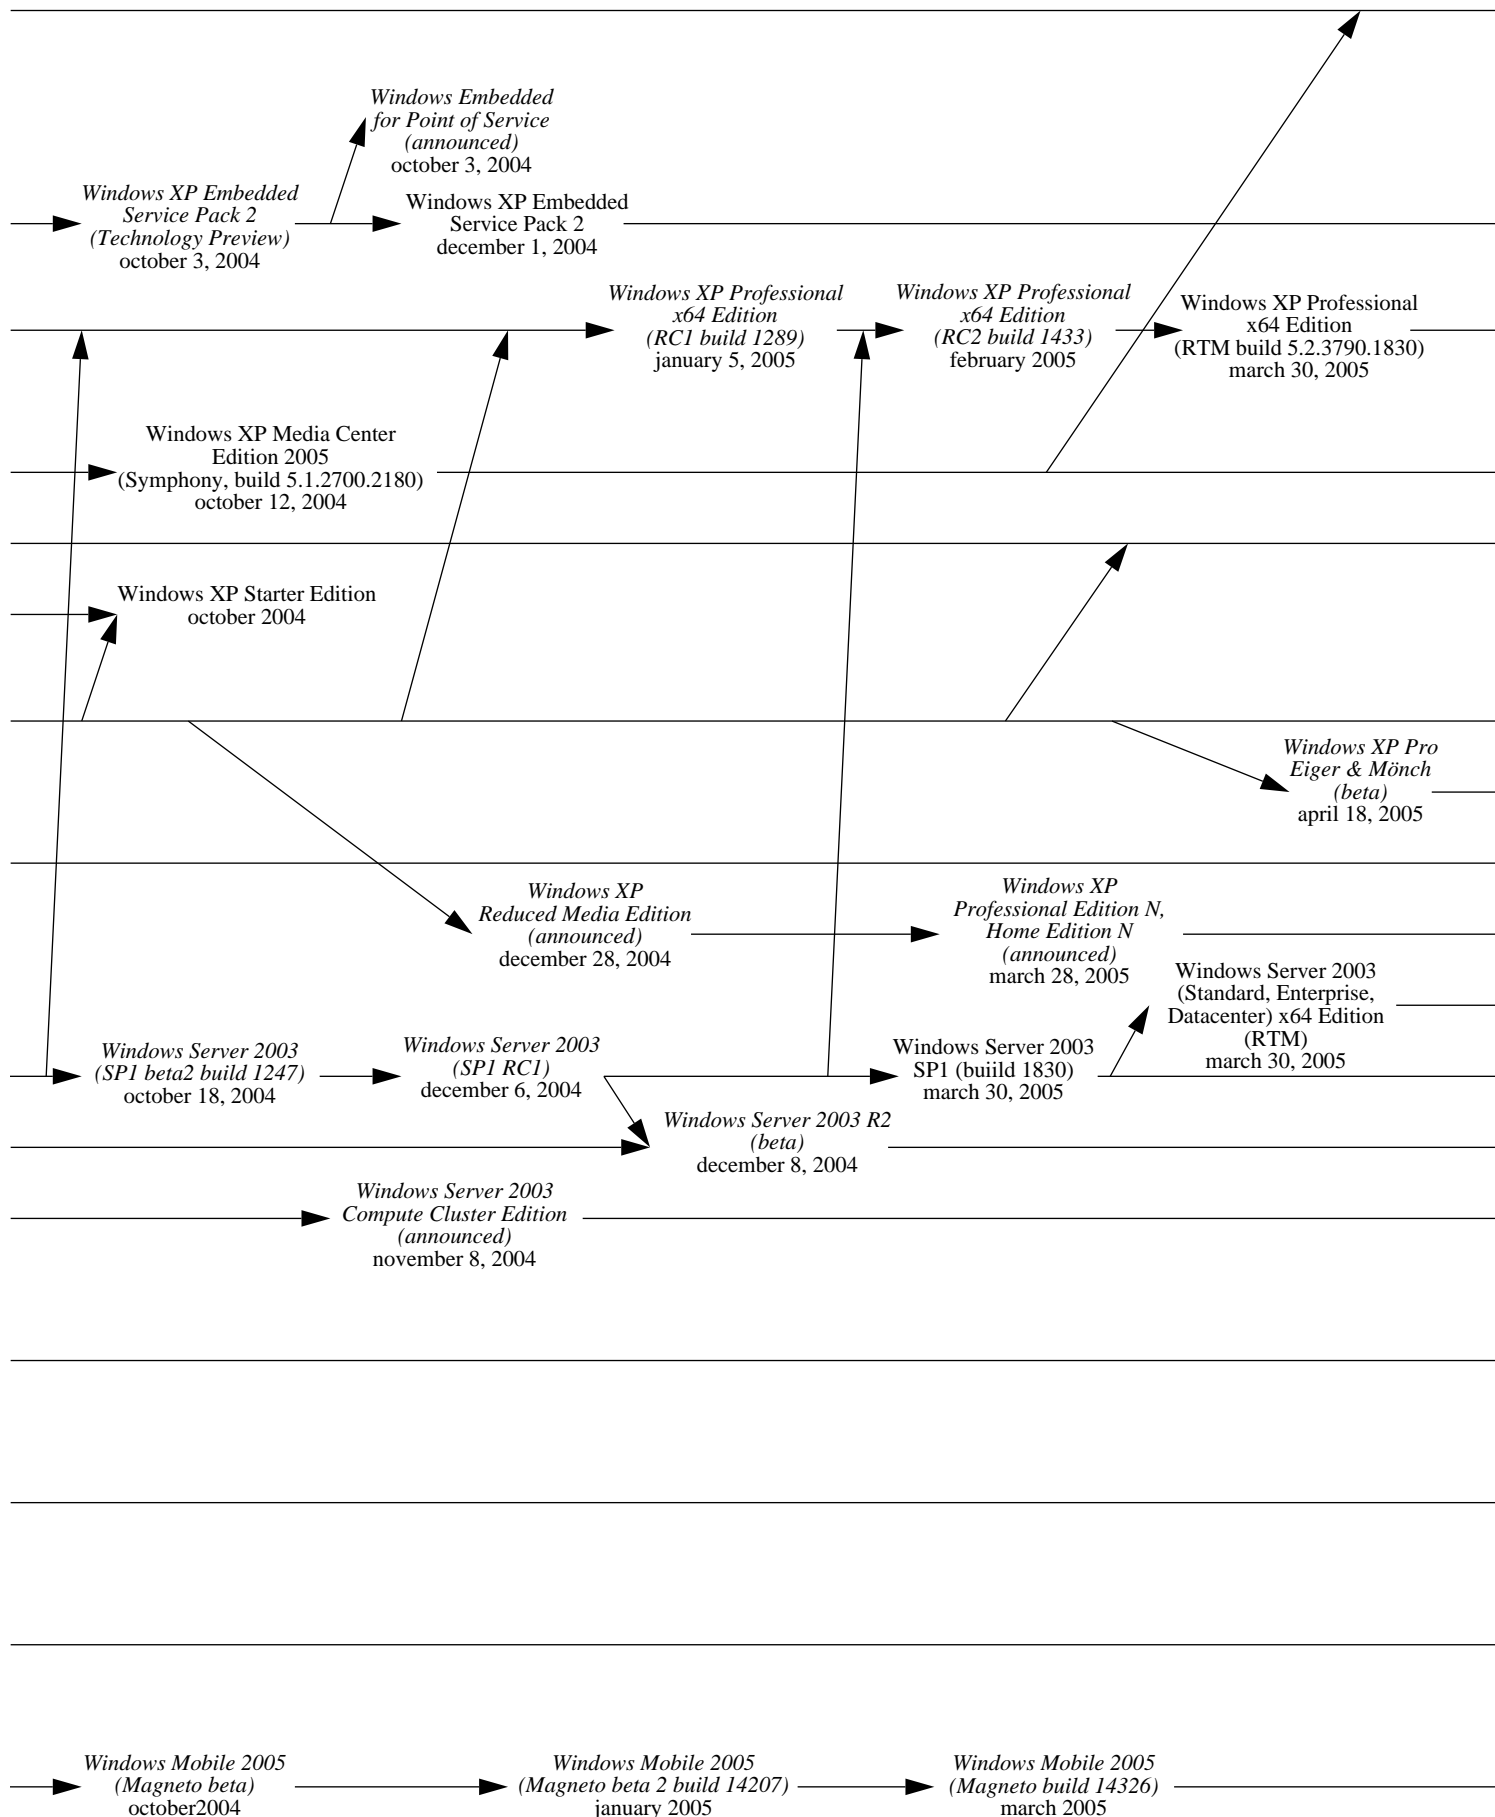 Windows Embedded
for Point of Service
(announced)
october 3, 2004
Windows XP Embedded
Service Pack 2
(Technology Preview)
october 3, 2004
Windows XP Embedded
Service Pack 2
december 1, 2004
Windows XP Professional
x64 Edition
(RC1 build 1289)
january 5, 2005
Windows XP Professional
x64 Edition
(RC2 build 1433)
february 2005
Windows XP Professional
x64 Edition
(RTM build 5.2.3790.1830)
march 30, 2005
Windows XP Media Center
Edition 2005
(Symphony, build 5.1.2700.2180)
october 12, 2004
Windows XP Starter Edition
october 2004
Windows XP Pro
Eiger & Mönch
(beta)
april 18, 2005
Windows XP
Reduced Media Edition
(announced)
december 28, 2004
Windows XP
Professional Edition N,
Home Edition N
(announced)
march 28, 2005
Windows Server 2003
(Standard, Enterprise,
Datacenter) x64 Edition
(RTM)
march 30, 2005
Windows Server 2003
(SP1 beta2 build 1247)
october 18, 2004
Windows Server 2003
(SP1 RC1)
december 6, 2004
Windows Server 2003
SP1 (buiild 1830)
march 30, 2005
Windows Server 2003 R2
(beta)
december 8, 2004
Windows Server 2003
Compute Cluster Edition
(announced)
november 8, 2004
Windows Mobile 2005
(Magneto beta)
october2004
Windows Mobile 2005
(Magneto beta 2 build 14207)
january 2005
Windows Mobile 2005
(Magneto build 14326)
march 2005